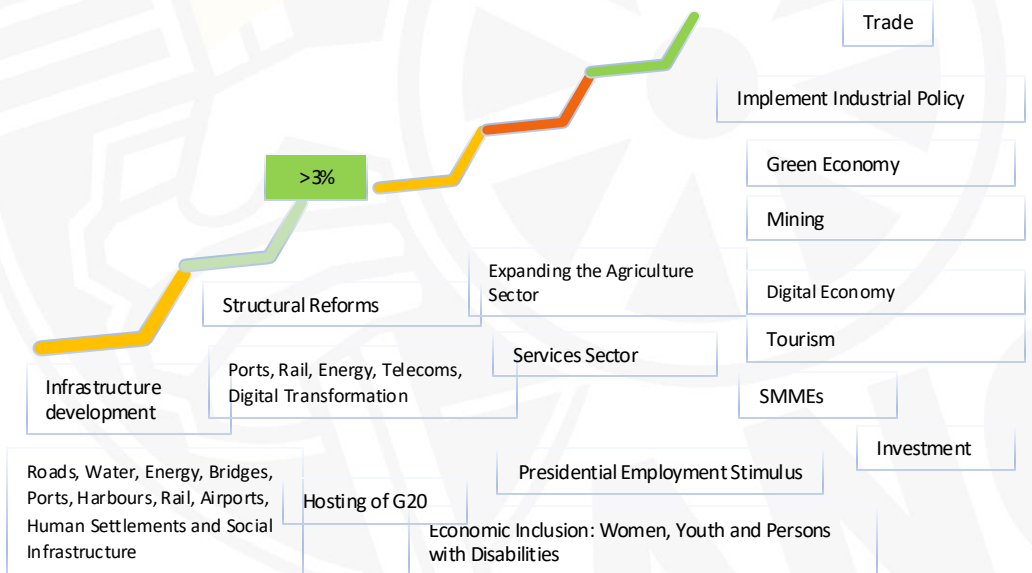 Trade
Implement Industrial Policy
Green Economy
>3%
Mining
Expanding the Agriculture
Sector
Digital Economy
Structural Reforms
Tourism
Services Sector
Ports, Rail, Energy, Telecoms,
Digital Transformation
Infrastructure
development
SMMEs
Investment
Roads, Water, Energy, Bridges,
Ports, Harbours, Rail, Airports,
Human Settlements and Social
Infrastructure
Presidential Employment Stimulus
Hosting of G20
Economic Inclusion: Women, Youth and Persons
with Disabilities